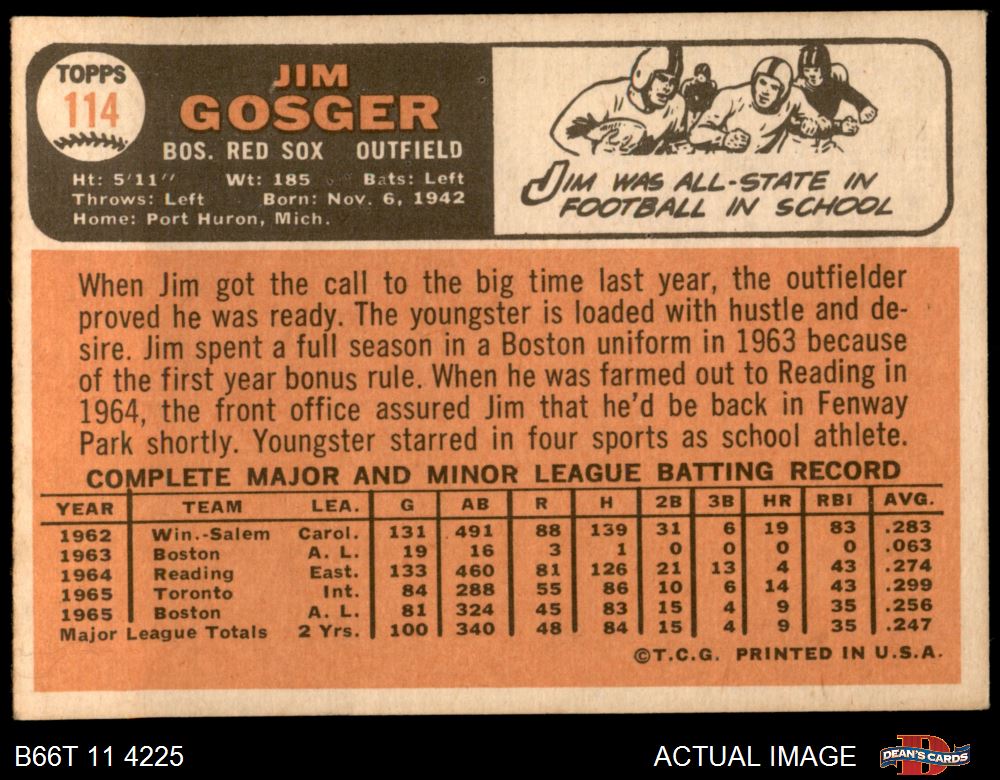 TOPPS
114
JIM
GOSGER
BOS. RED SOX OUTFIELD
Ht: 5'11" Wt: 185 Bats: Left
Throws: Left Born: Nov. 6, 1942
Home: Port Huron, Mich.
JIM WAS ALL-STATE IN
FOOTBALL IN SCHOOL
When Jim got the call to the big time last year, the outfielder
proved he was ready. The youngster is loaded with hustle and de-
sire. Jim spent a full season in a Boston uniform in 1963 because
of the first year bonus rule. When he was farmed out to Reading in
1964, the front office assured Jim that he'd be back in Fenway
Park shortly. Youngster starred in four sports as school athlete.
COMPLETE MAJOR AND MINOR LEAGUE BATTING RECORD
YEAR TEAM LEA. G AB R H 2B 3B HR RBI AVG.
1962 Win.-Salem Carol. 131 491 88 139 31 6 19 83 .283
1963 Boston A. L. 19 16 3 1 0 0 0 0 .063
1964 Reading East. 133 460 81 126 21 13 4 43 .274
1965 Toronto Int. 84 288 55 86 10 6 14 43 .299
1965 Boston A. L. 81 324 45 83 15 4 9 35 .256
Major League Totals 2 Yrs. 100 340 48 84 15 4 9 35 .247
©T.C.G. PRINTED IN U.S.A.
B66T 11 4225
ACTUAL IMAGE
DEAN'S CARDS